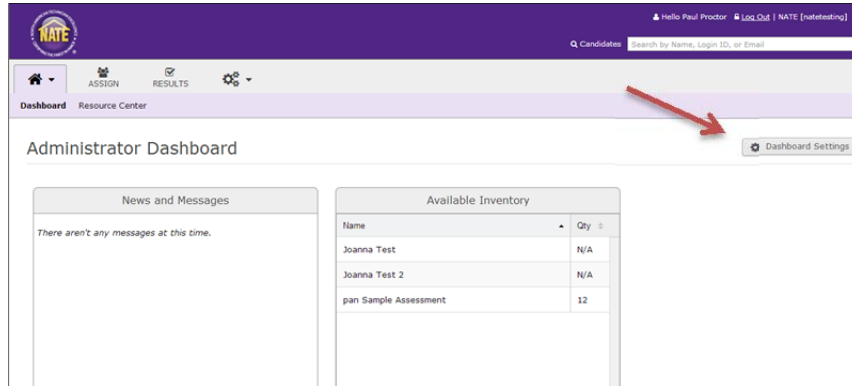 Hello Paul Proctor Log Out | NATE [natetesting]
NATE
Candidates Search by Name, Login ID, or Email
ASSIGN RESULTS
Dashboard Resource Center
Administrator Dashboard
Dashboard Settings
News and Messages
There aren't any messages at this time.
Available Inventory
Name Qty
Joanna Test N/A
Joanna Test 2 N/A
pan Sample Assessment 12